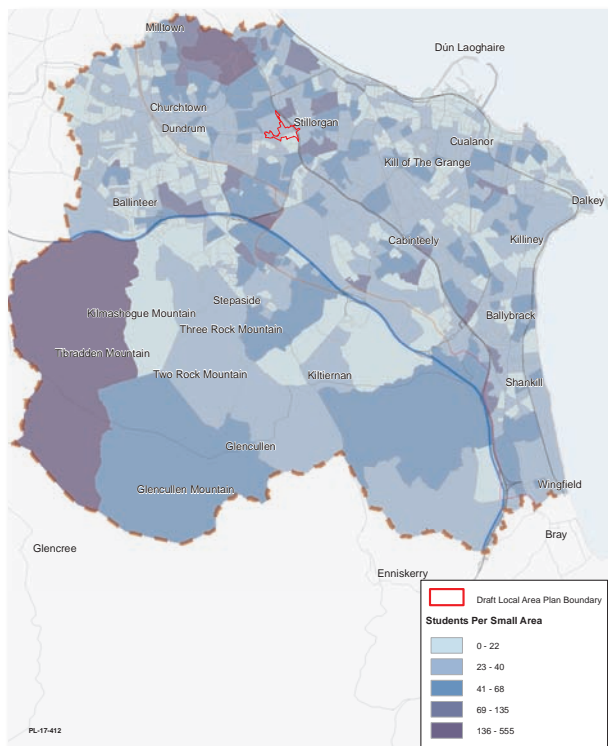 Milltown
Dún Laoghaire
Churchtown
Stillorgan
Dundrum
Cualanor
Kill of The Grange
Ballinteer
Dalkey
Cabinteely
Killiney
Stepaside
Kilmashogue Mountain
Ballybrack
Three Rock Mountain
Tibradden Mountain
Two Rock Mountain
Kiltiernan
Shankill
Glencullen
Glencullen Mountain
Wingfield
Bray
Glencree
Enniskerry
Draft Local Area Plan Boundary
Students Per Small Area
0 - 22
23 - 40
41 - 68
69 - 135
136 - 555
PL-17-412